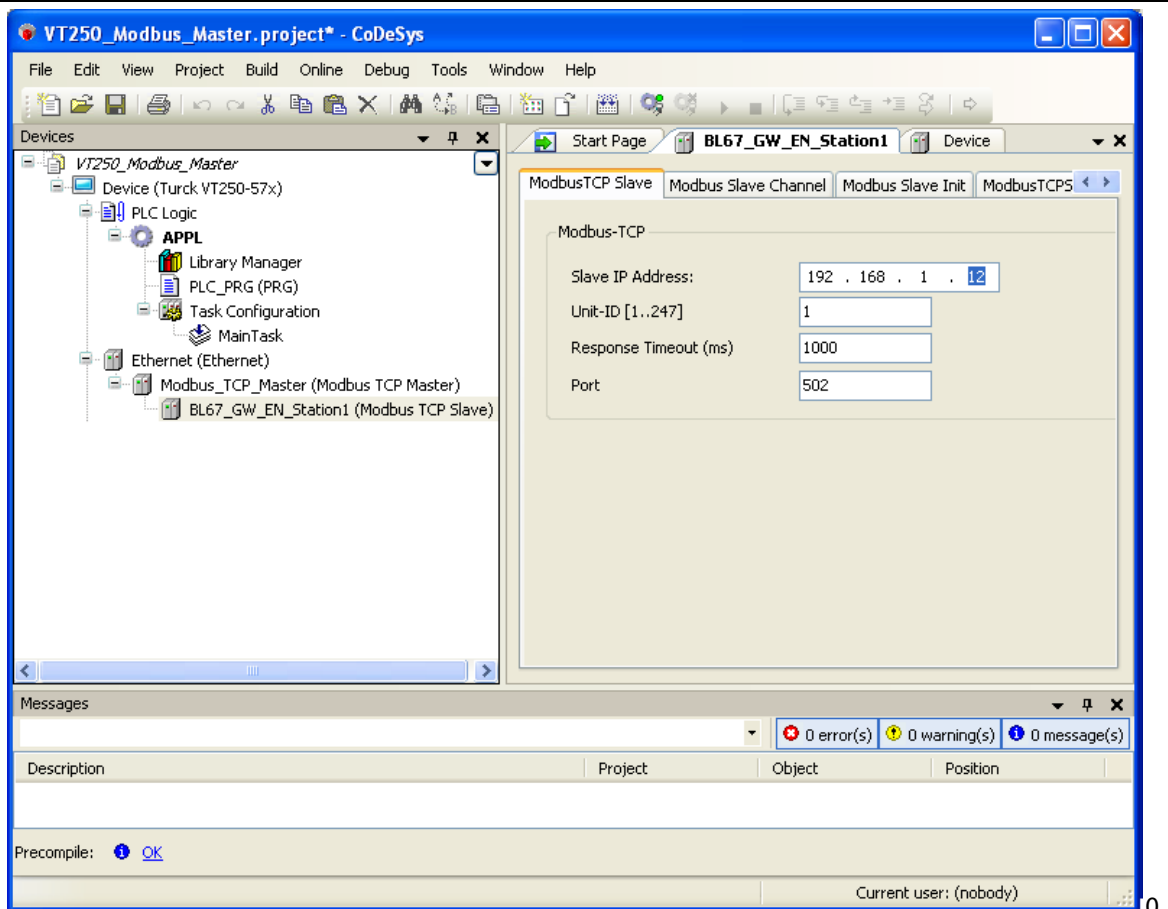 VT250_Modbus_Master.project* - CoDeSys
File Edit View Project Build Online Debug Tools Window Help
Devices
VT250_Modbus_Master
Device (Turck VT250-57x)
PLC Logic
APPL
Library Manager
PLC_PRG (PRG)
Task Configuration
MainTask
Ethernet (Ethernet)
Modbus_TCP_Master (Modbus TCP Master)
BL67_GW_EN_Station1 (Modbus TCP Slave)
Start Page BL67_GW_EN_Station1 Device
ModbusTCP Slave Modbus Slave Channel Modbus Slave Init ModbusTCPS
Modbus-TCP
Slave IP Address: 192 . 168 . 1 . 12
Unit-ID [1..247] 1
Response Timeout (ms) 1000
Port 502
Messages
0 error(s) 0 warning(s) 0 message(s)
Description Project Object Position
Precompile: OK
Current user: (nobody)